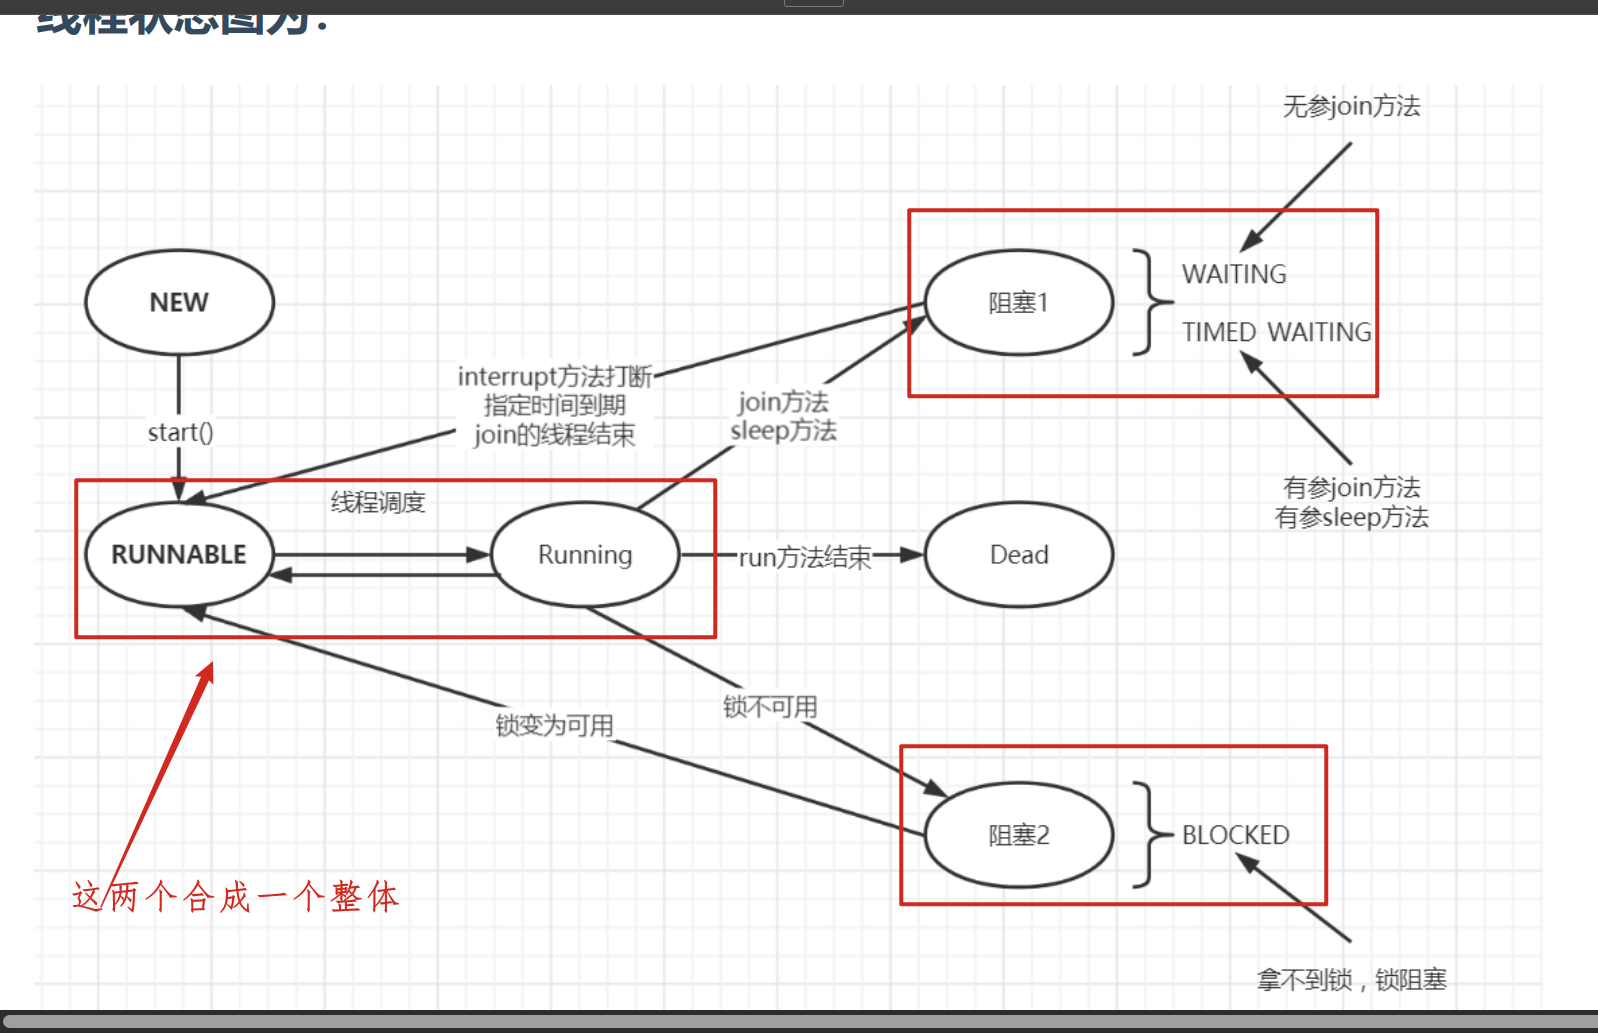 线程状态图为：
无参join方法
NEW
阻塞1
WAITING
TIMED WAITING
interrupt方法打断
指定时间到期
join的线程结束
join方法
sleep方法
start()
线程调度
有参join方法
有参sleep方法
RUNNABLE
Running
run方法结束
Dead
锁不可用
锁变为可用
阻塞2
BLOCKED
这两个合成一个整体
拿不到锁，锁阻塞